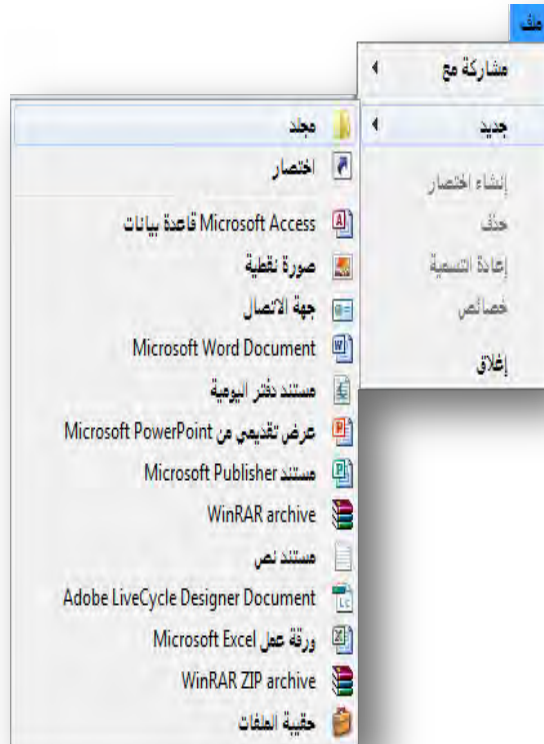 ملف
مشاركة مع
جديد
إنشاء اختصار
حذف
إعادة التسمية
خصائص
إغلاق
مجلد
اختصار
قاعدة بيانات Microsoft Access
صورة نقطية
جهة الاتصال
Microsoft Word Document
مستند دفتر اليومية
عرض تقديمي من Microsoft PowerPoint
مستند Microsoft Publisher
WinRAR archive
مستند نص
Adobe LiveCycle Designer Document
ورقة عمل Microsoft Excel
WinRAR ZIP archive
حقيبة الملفات